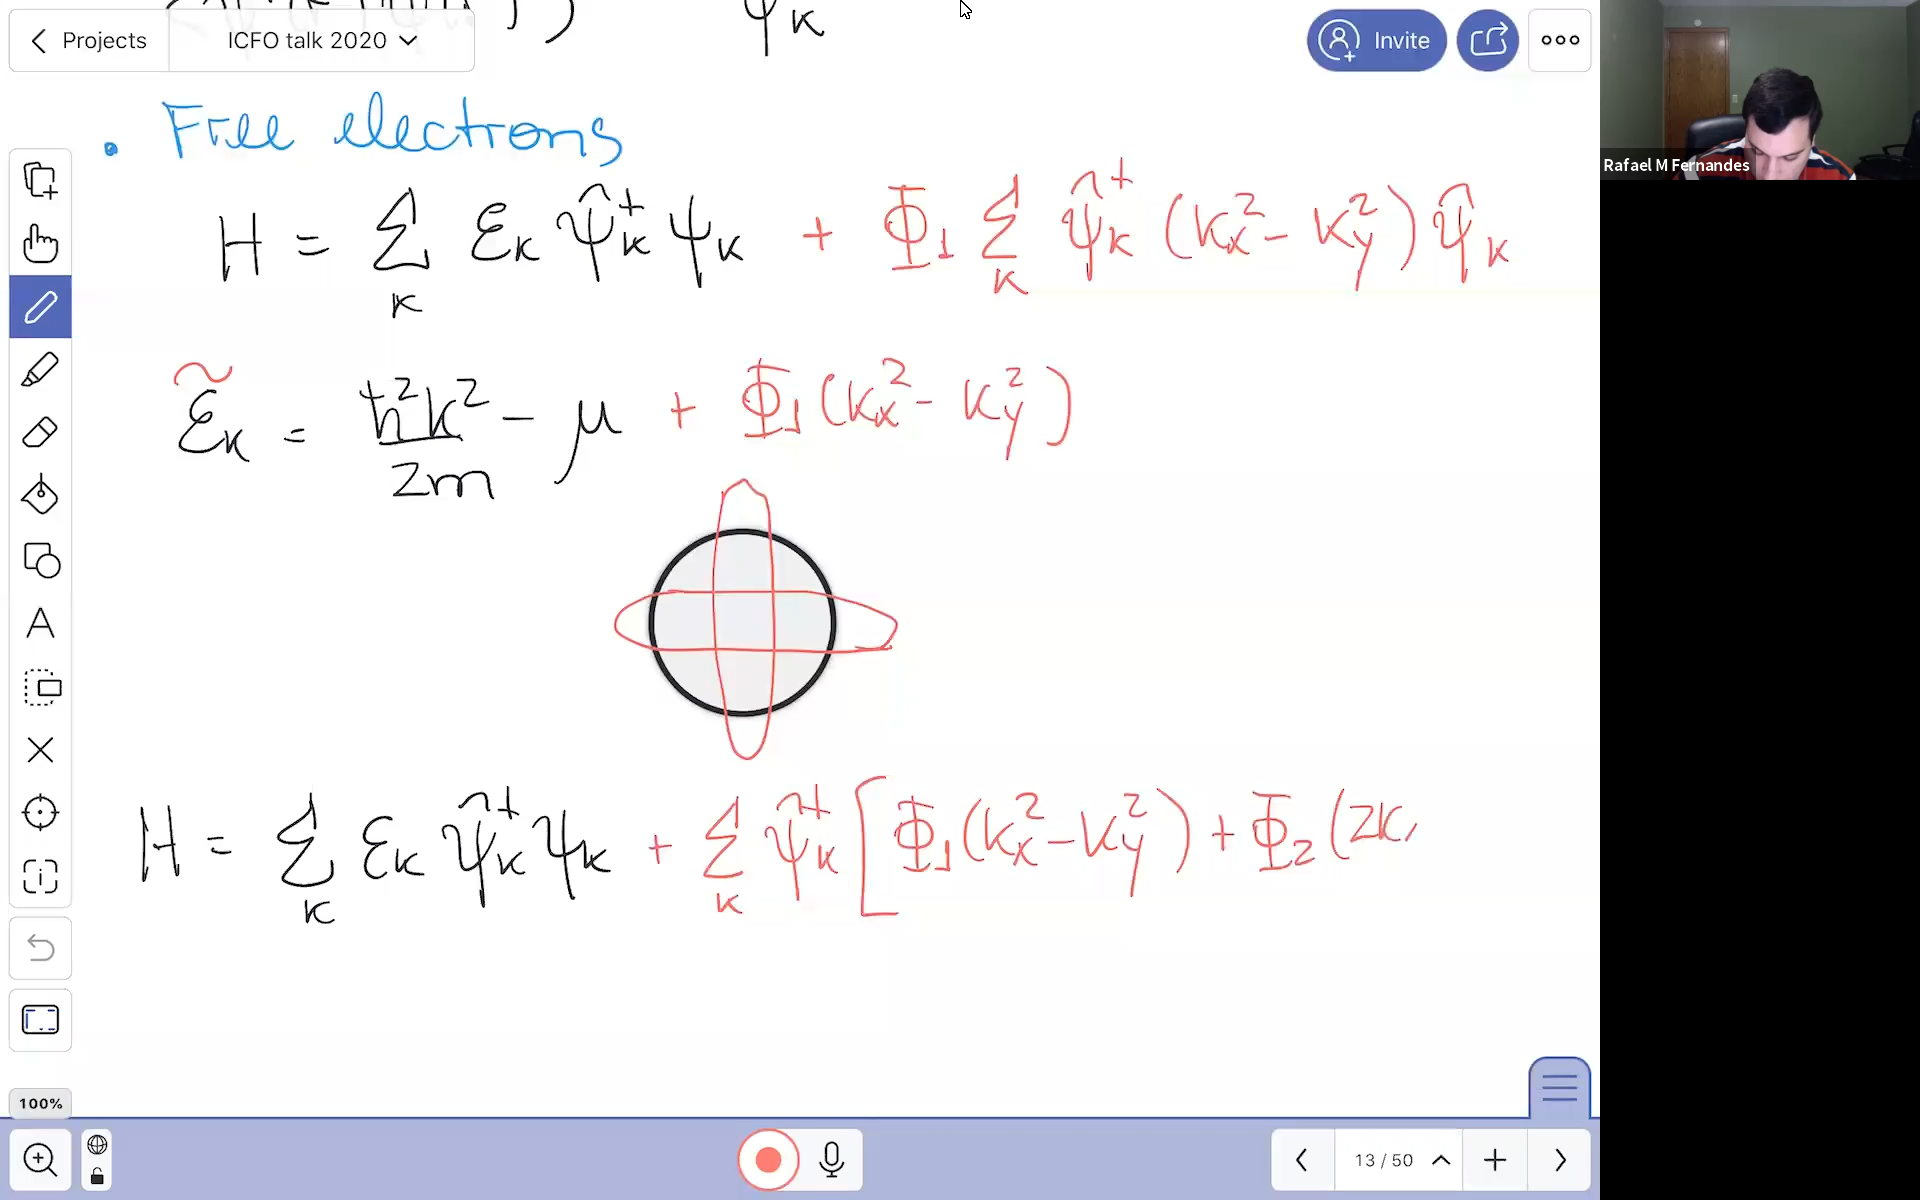 ψ_k
Projects
ICFO talk 2020
Invite
Rafael M Fernandes
• Free electrons
H = Σ_k ε_k ψ̂_k^† ψ_k + Φ_1 Σ_k ψ̂_k^† (k_x^2 - k_y^2) ψ̂_k
ε̃_k = ħ^2 k^2 / 2m - μ + Φ_1 (k_x^2 - k_y^2)
H = Σ_k ε_k ψ̂_k^† ψ_k + Σ_k ψ̂_k^† [Φ_1 (k_x^2 - k_y^2) + Φ_2 (2k
A
100%
13 / 50